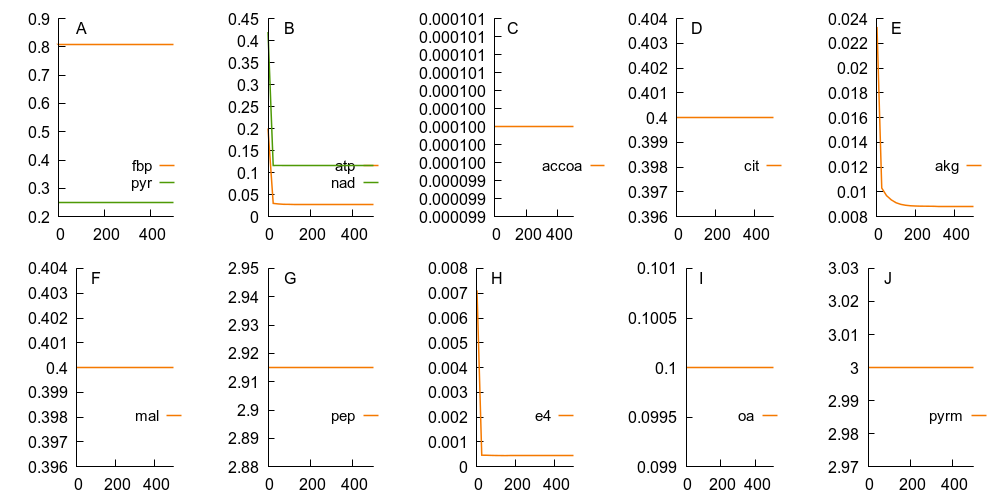 A
0.9
0.8
0.7
0.6
0.5
0.4
0.3
0.2
fbp
pyr
0 200 400
B
0.45
0.4
0.35
0.3
0.25
0.2
0.15
0.1
0.05
0
atp
nad
0 200 400
C
0.000101
0.000101
0.000101
0.000101
0.000100
0.000100
0.000100
0.000100
0.000100
0.000099
0.000099
0.000099
accoa
0 200 400
D
0.404
0.403
0.402
0.401
0.4
0.399
0.398
0.397
0.396
cit
0 200 400
E
0.024
0.022
0.02
0.018
0.016
0.014
0.012
0.01
0.008
akg
0 200 400
F
0.404
0.403
0.402
0.401
0.4
0.399
0.398
0.397
0.396
mal
0 200 400
G
2.95
2.94
2.93
2.92
2.91
2.9
2.89
2.88
pep
0 200 400
H
0.008
0.007
0.006
0.005
0.004
0.003
0.002
0.001
0
e4
0 200 400
I
0.101
0.1005
0.1
0.0995
0.099
oa
0 200 400
J
3.03
3.02
3.01
3
2.99
2.98
2.97
pyrm
0 200 400